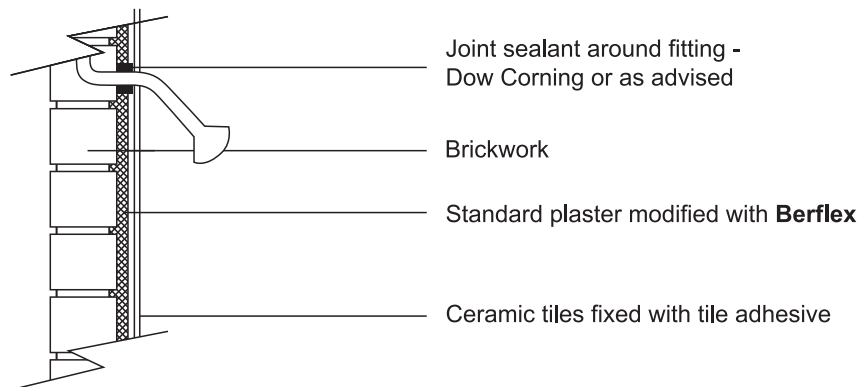 Joint sealant around fitting -
Dow Corning or as advised
Brickwork
Standard plaster modified with Berflex
Ceramic tiles fixed with tile adhesive